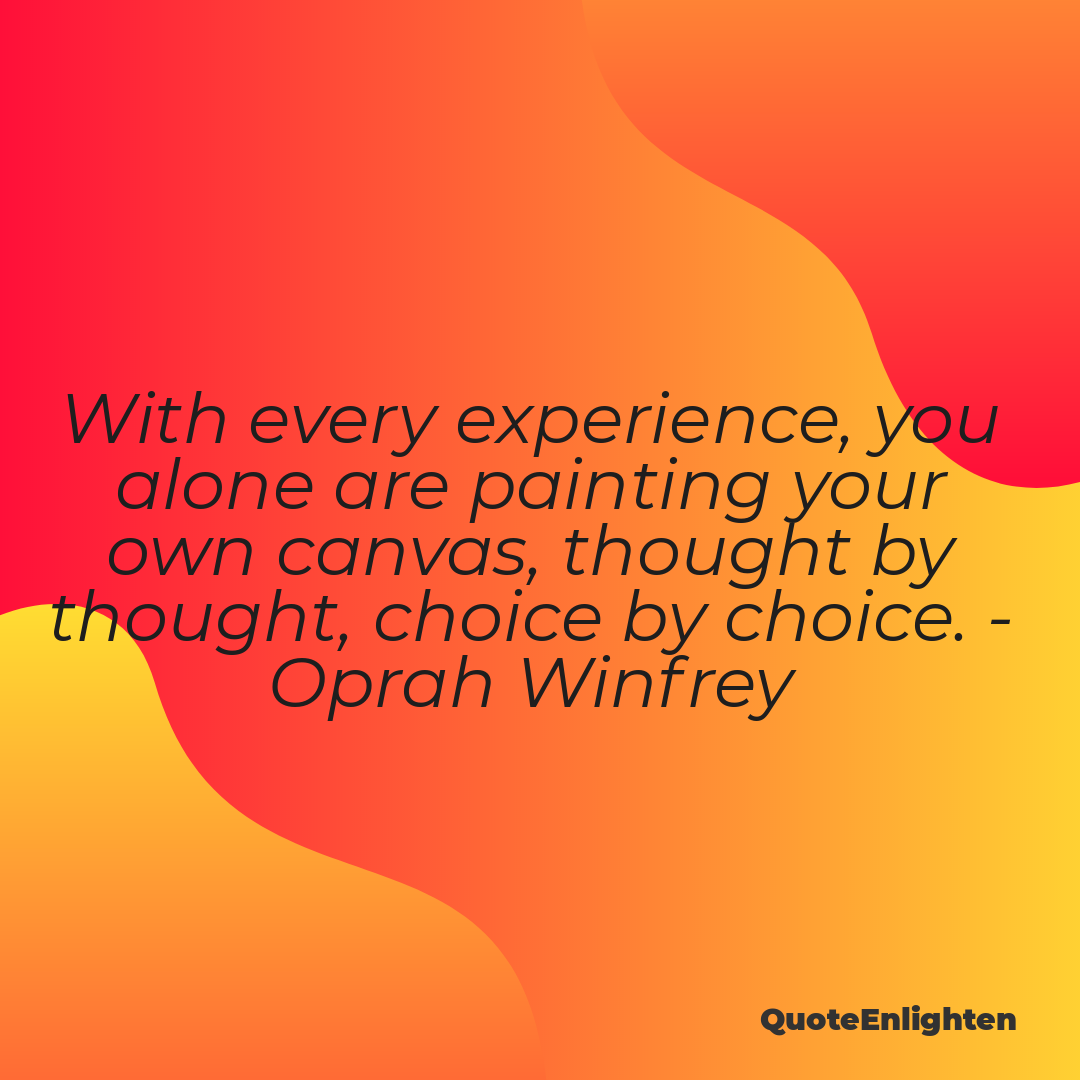 With every experience, you
alone are painting your
own canvas, thought by
thought, choice by choice. -
Oprah Winfrey
QuoteEnlighten